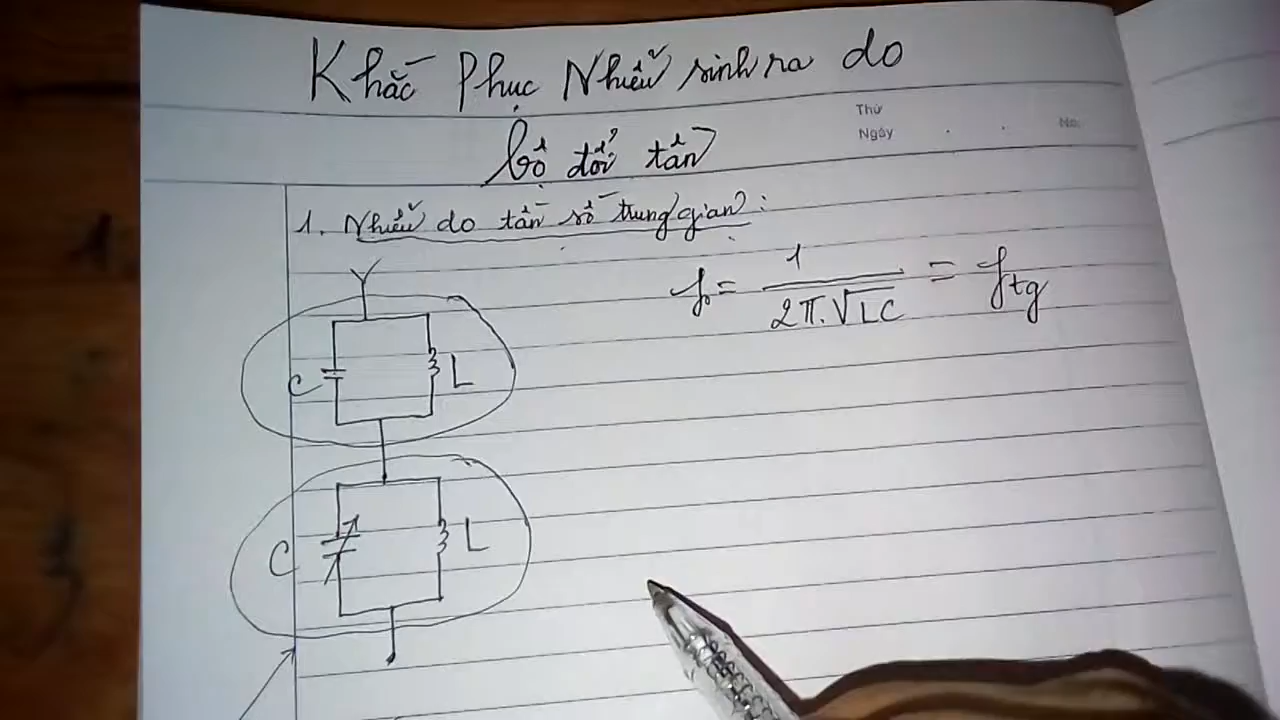 Khắc Phục Nhiễu sinh ra do
bộ đổi tần
Thứ
Ngày . . No:
1. Nhiễu do tần số trung gian:
f₀ = 1 / 2π.√LC = ftg
C L
C L